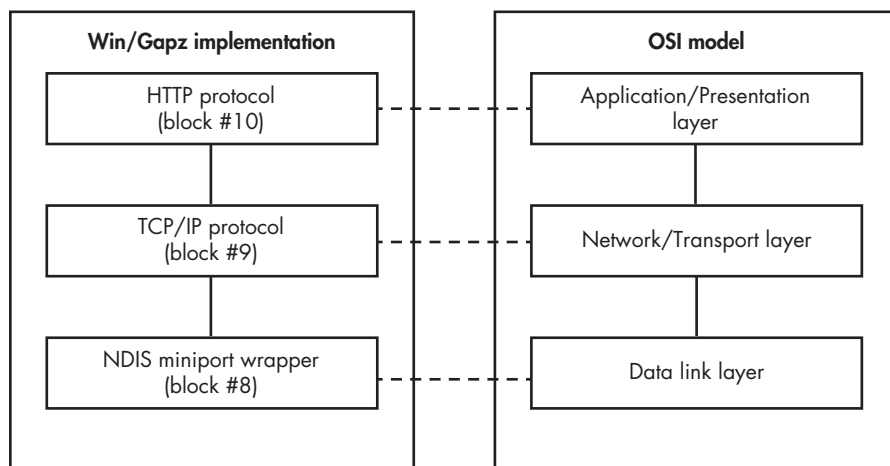 Win/Gapz implementation
HTTP protocol
(block #10)
TCP/IP protocol
(block #9)
NDIS miniport wrapper
(block #8)
OSI model
Application/Presentation
layer
Network/Transport layer
Data link layer